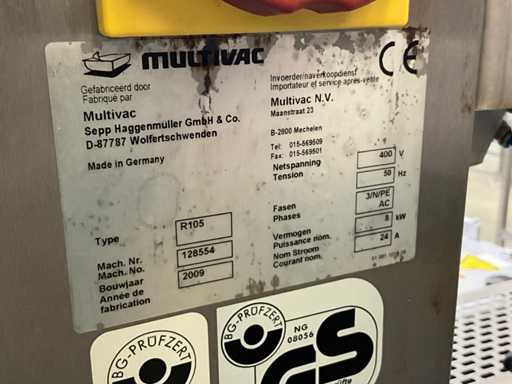 MULTIVAC
CE
Gefabriceerd door
Fabriqué par
Multivac
Sepp Haggenmüller GmbH & Co.
D-87787 Wolfertschwenden
Made in Germany
Invoerder/naverkoopdienst
Importateur et service après-vente
Multivac N.V.
Maanstraat 23
B-2800 Mechelen
Tel: 015-569509
Fax: 015-569501
Netspanning 400 V
Tension 50 Hz
Fasen 3/N/PE
Phases AC
Vermogen 8 kW
Puissance nom.
Nom Stroom 24 A
Courant nom.
Type R105
Mach. Nr. 128554
Mach. No.
Bouwjaar 2009
Année de
fabrication
BG-PRÜFZERT
BG-PRÜFZERT
NG
08056
GS